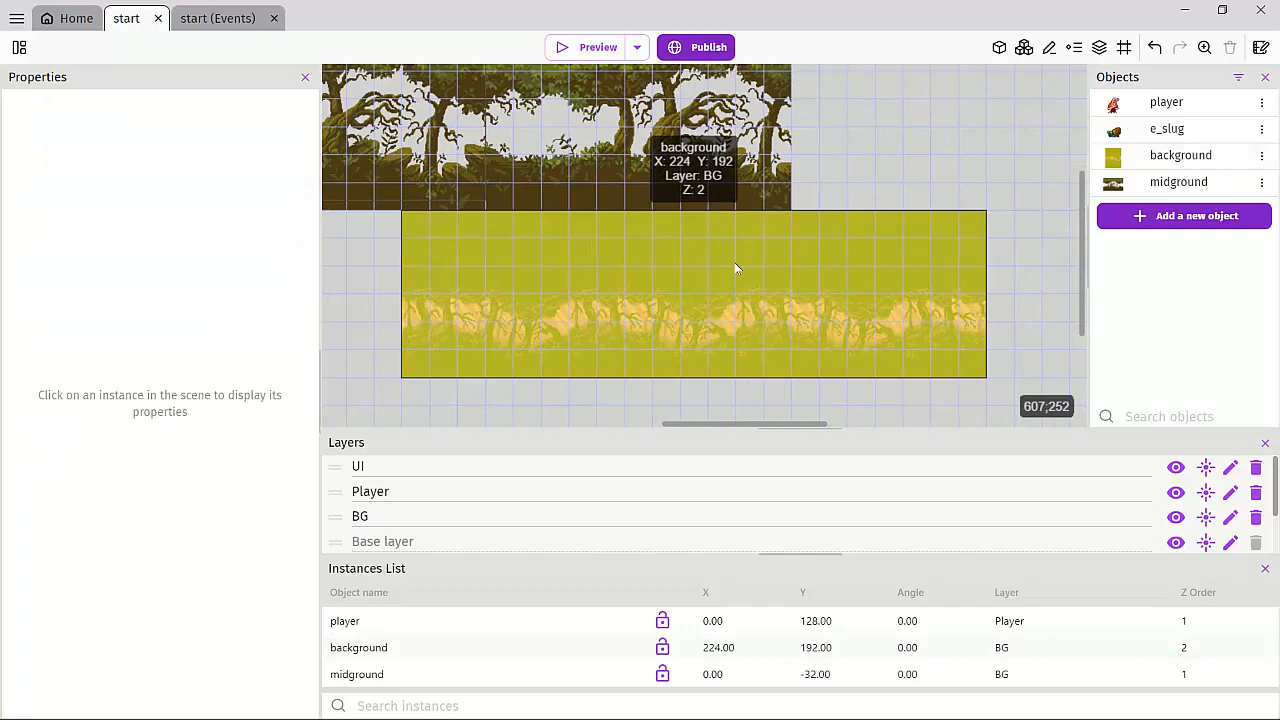 Home
start
start (Events)
Preview
Publish
Properties
Objects
player
e_slug
background
midground
Add a new object
background
X: 224 Y: 192
Layer: BG
Z: 2
Click on an instance in the scene to display its
properties
607;252
Search objects
Layers
UI
Player
BG
Base layer
Instances List
Object name X Y Angle Layer Z Order
player 0.00 128.00 0.00 Player 1
background 224.00 192.00 0.00 BG 2
midground 0.00 -32.00 0.00 BG 1
Search instances